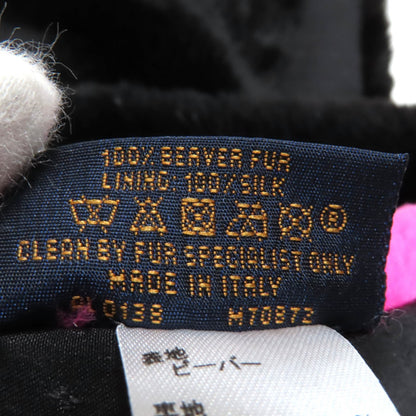 100% BEAVER FUR
LINING: 100% SILK
CLEAN BY FUR SPECIALIST ONLY
MADE IN ITALY
0138 M70872
表地
ビーバー
裏地